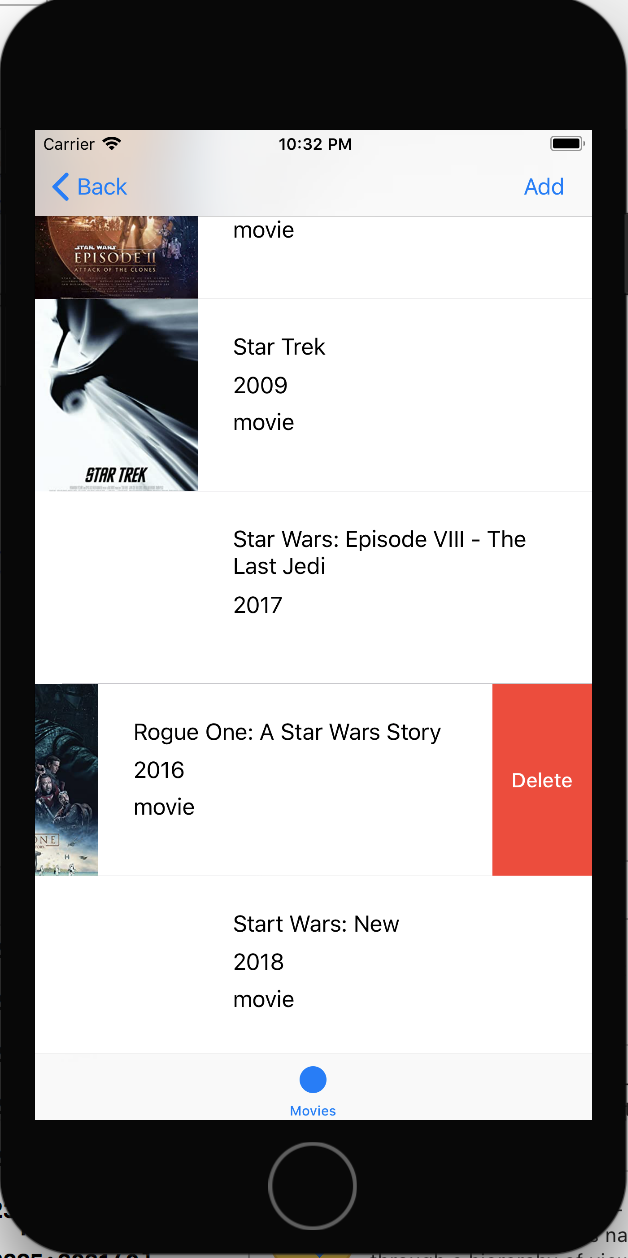 Carrier 10:32 PM
Back Add
STAR WARS
EPISODE II
ATTACK OF THE CLONES
movie
Star Trek
2009
movie
STAR TREK
Star Wars: Episode VIII - The
Last Jedi
2017
Rogue One: A Star Wars Story
2016
movie
ONE
Delete
Start Wars: New
2018
movie
Movies